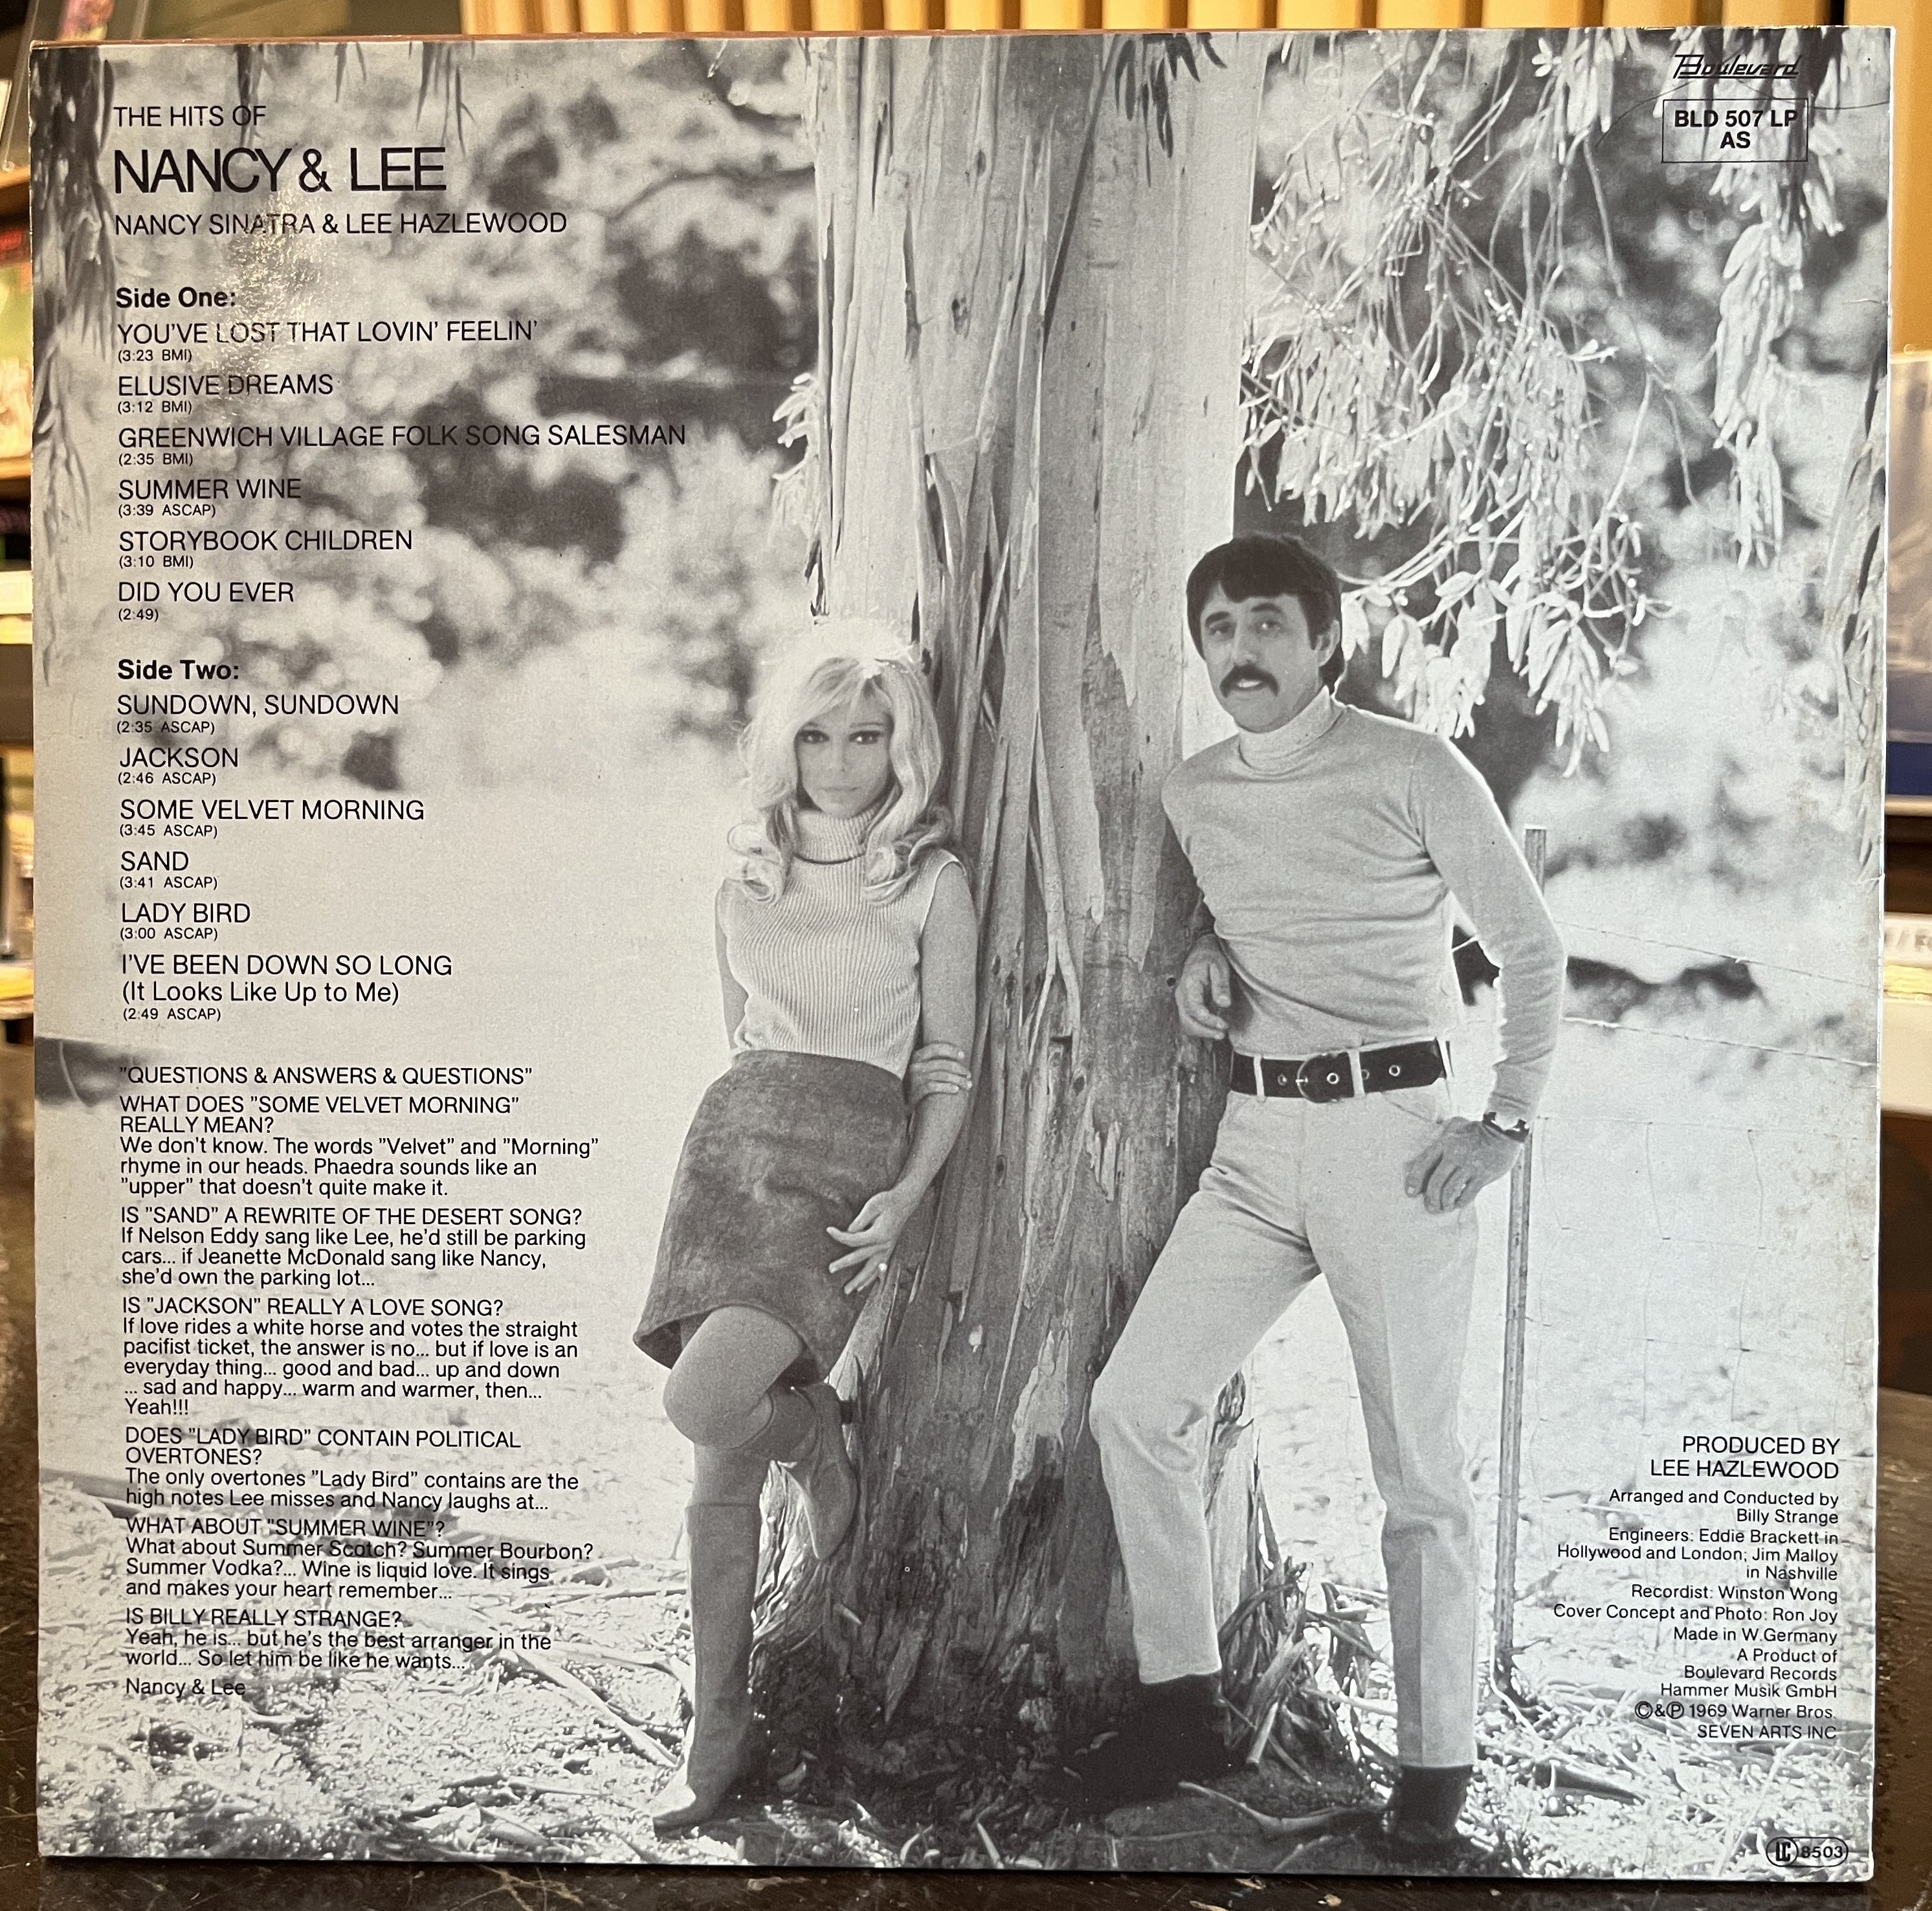 THE HITS OF
NANCY & LEE
NANCY SINATRA & LEE HAZLEWOOD
Side One:
YOU'VE LOST THAT LOVIN' FEELIN'
(3:23 BMI)
ELUSIVE DREAMS
(3:12 BMI)
GREENWICH VILLAGE FOLK SONG SALESMAN
(2:35 BMI)
SUMMER WINE
(3:39 ASCAP)
STORYBOOK CHILDREN
(3:10 BMI)
DID YOU EVER
(2:49)
Side Two:
SUNDOWN, SUNDOWN
(2:35 ASCAP)
JACKSON
(2:46 ASCAP)
SOME VELVET MORNING
(3:45 ASCAP)
SAND
(3:41 ASCAP)
LADY BIRD
(3:00 ASCAP)
I'VE BEEN DOWN SO LONG
(It Looks Like Up to Me)
(2:49 ASCAP)
"QUESTIONS & ANSWERS & QUESTIONS"
WHAT DOES "SOME VELVET MORNING"
REALLY MEAN?
We don't know. The words "Velvet" and "Morning"
rhyme in our heads. Phaedra sounds like an
"upper" that doesn't quite make it.
IS "SAND" A REWRITE OF THE DESERT SONG?
If Nelson Eddy sang like Lee, he'd still be parking
cars... if Jeanette McDonald sang like Nancy,
she'd own the parking lot...
IS "JACKSON" REALLY A LOVE SONG?
If love rides a white horse and votes the straight
pacifist ticket, the answer is no... but if love is an
everyday thing... good and bad... up and down
... sad and happy... warm and warmer, then...
Yeah!!!
DOES "LADY BIRD" CONTAIN POLITICAL
OVERTONES?
The only overtones "Lady Bird" contains are the
high notes Lee misses and Nancy laughs at...
WHAT ABOUT "SUMMER WINE"?
What about Summer Scotch? Summer Bourbon?
Summer Vodka?... Wine is liquid love. It sings
and makes your heart remember...
IS BILLY REALLY STRANGE?
Yeah, he is... but he's the best arranger in the
world... So let him be like he wants...
Nancy & Lee
Boulevard
BLD 507 LP
AS
PRODUCED BY
LEE HAZLEWOOD
Arranged and Conducted by
Billy Strange
Engineers: Eddie Brackett in
Hollywood and London; Jim Malloy
in Nashville
Recordist: Winston Wong
Cover Concept and Photo: Ron Joy
Made in W.Germany
A Product of
Boulevard Records
Hammer Musik GmbH
©&℗ 1969 Warner Bros.
SEVEN ARTS INC
LC 8503